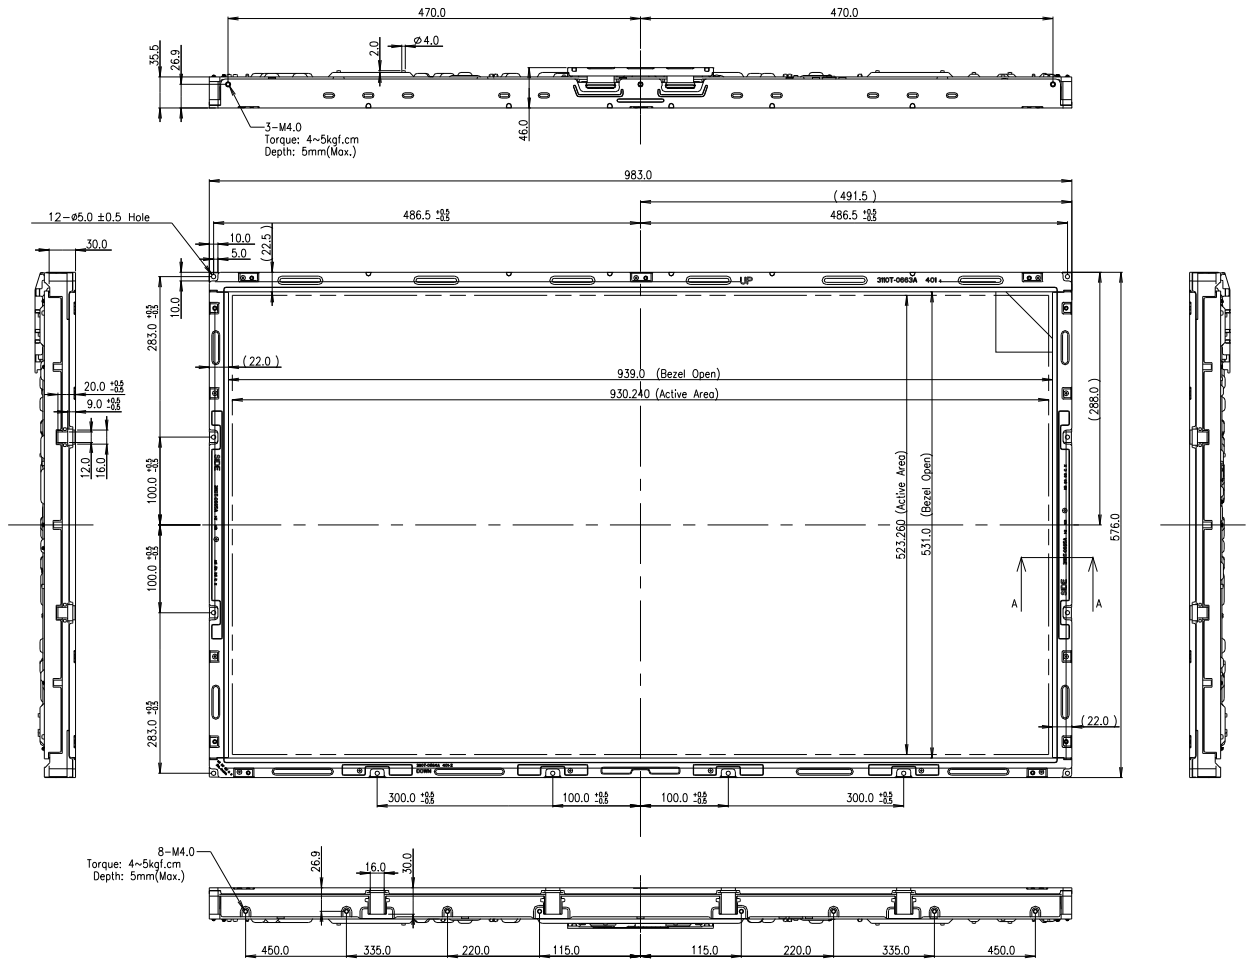 470.0
470.0
35.5
26.9
2.0
Ø4.0
46.0
3-M4.0
Torque: 4~5kgf.cm
Depth: 5mm(Max.)
983.0
(491.5)
486.5 +0.5 -0.5
486.5 +0.5 -0.5
12-ø5.0 ±0.5 Hole
30.0
10.0
5.0
(22.5)
10.0
UP
3110T-0663A 401
283.0 +0.5 -0.5
(22.0)
939.0 (Bezel Open)
930.240 (Active Area)
20.0 +0.5 -0.5
9.0 +0.5 -0.5
12.0
16.0
(288.0)
SIDE
100.0 +0.5 -0.5
523.260 (Active Area)
531.0 (Bezel Open)
576.0
100.0 +0.5 -0.5
SIDE
A
A
283.0 +0.5 -0.5
(22.0)
DOWN
300.0 +0.5 -0.5
100.0 +0.5 -0.5
100.0 +0.5 -0.5
300.0 +0.5 -0.5
8-M4.0
Torque: 4~5kgf.cm
Depth: 5mm(Max.)
26.9
16.0
30.0
450.0
335.0
220.0
115.0
115.0
220.0
335.0
450.0